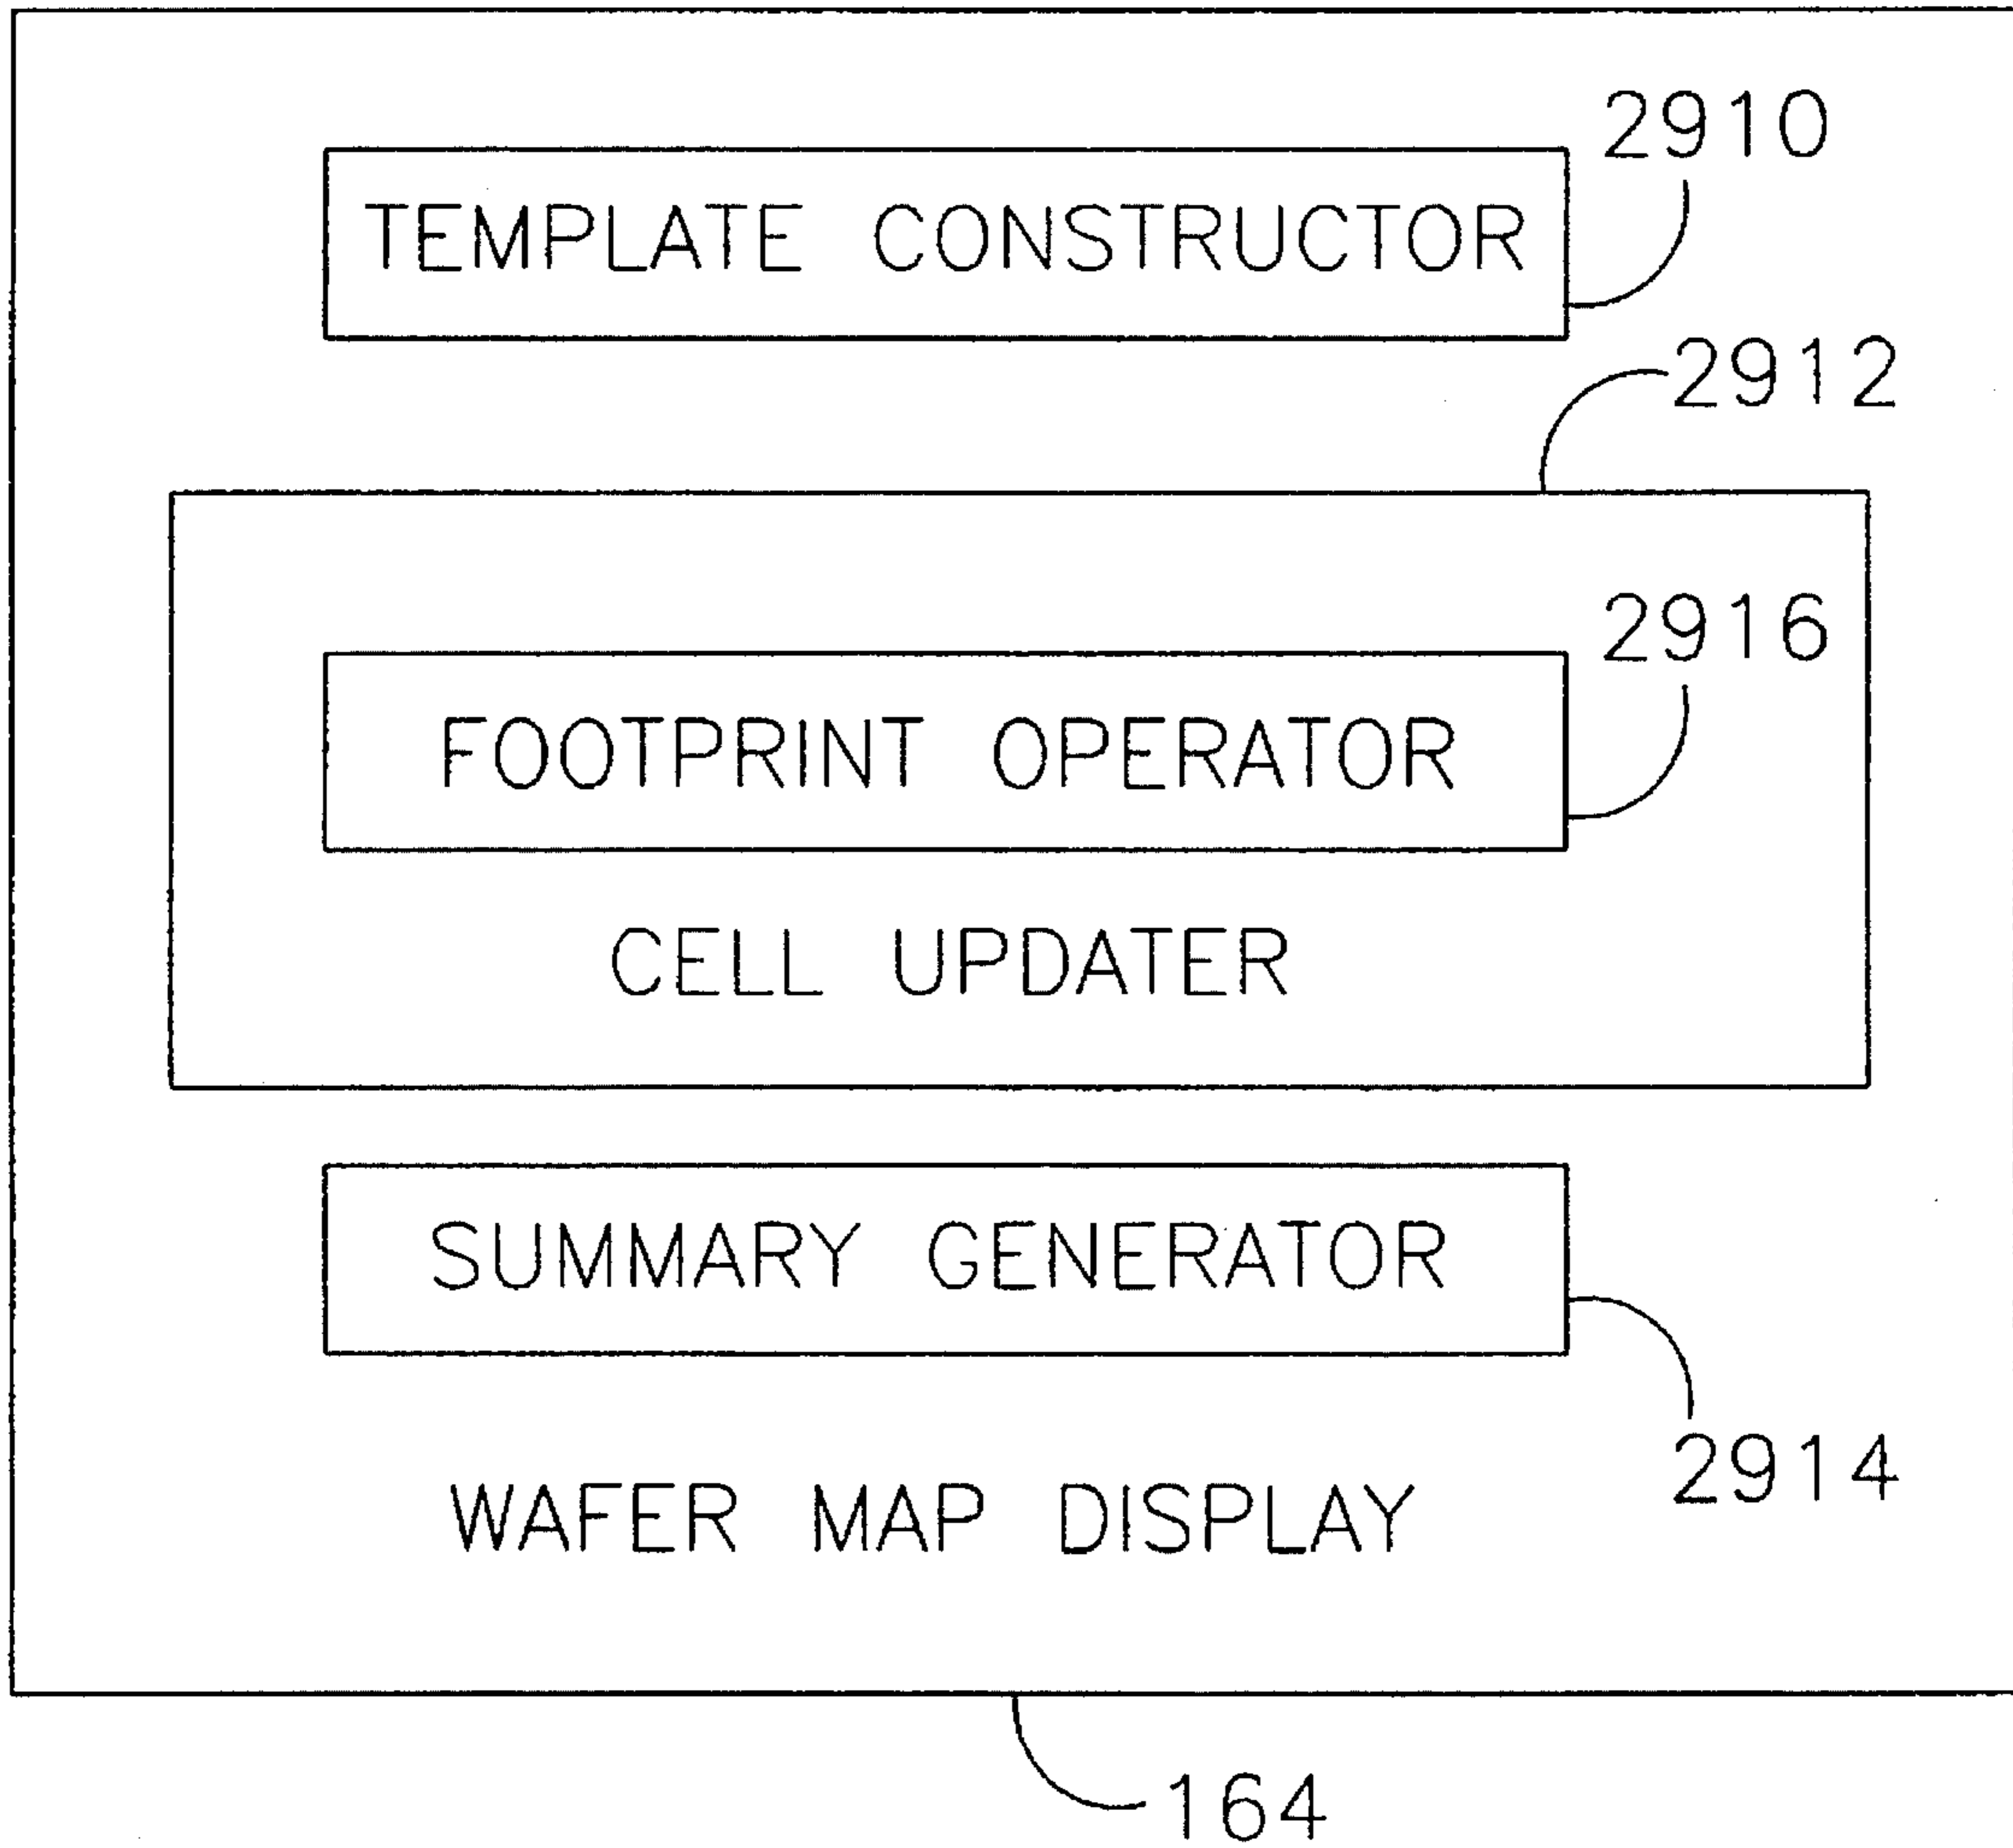 2910
TEMPLATE CONSTRUCTOR
2912
2916
FOOTPRINT OPERATOR
CELL UPDATER
SUMMARY GENERATOR
2914
WAFER MAP DISPLAY
164